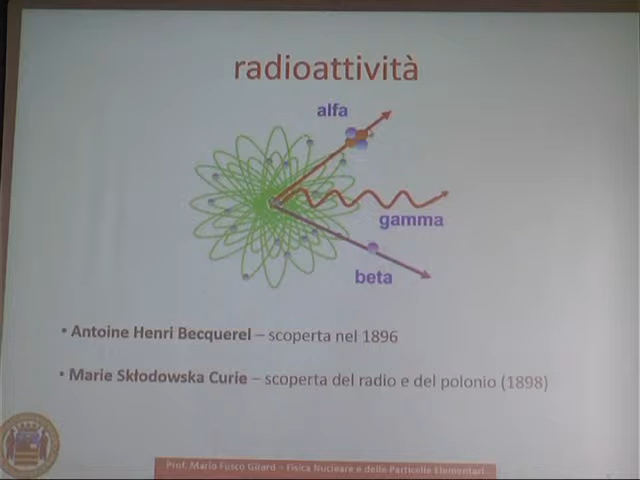 radioattività
alfa
gamma
beta
• Antoine Henri Becquerel – scoperta nel 1896
• Marie Skłodowska Curie – scoperta del radio e del polonio (1898)
Prof. Mario Fusco Girard – Fisica Nucleare e delle Particelle Elementari